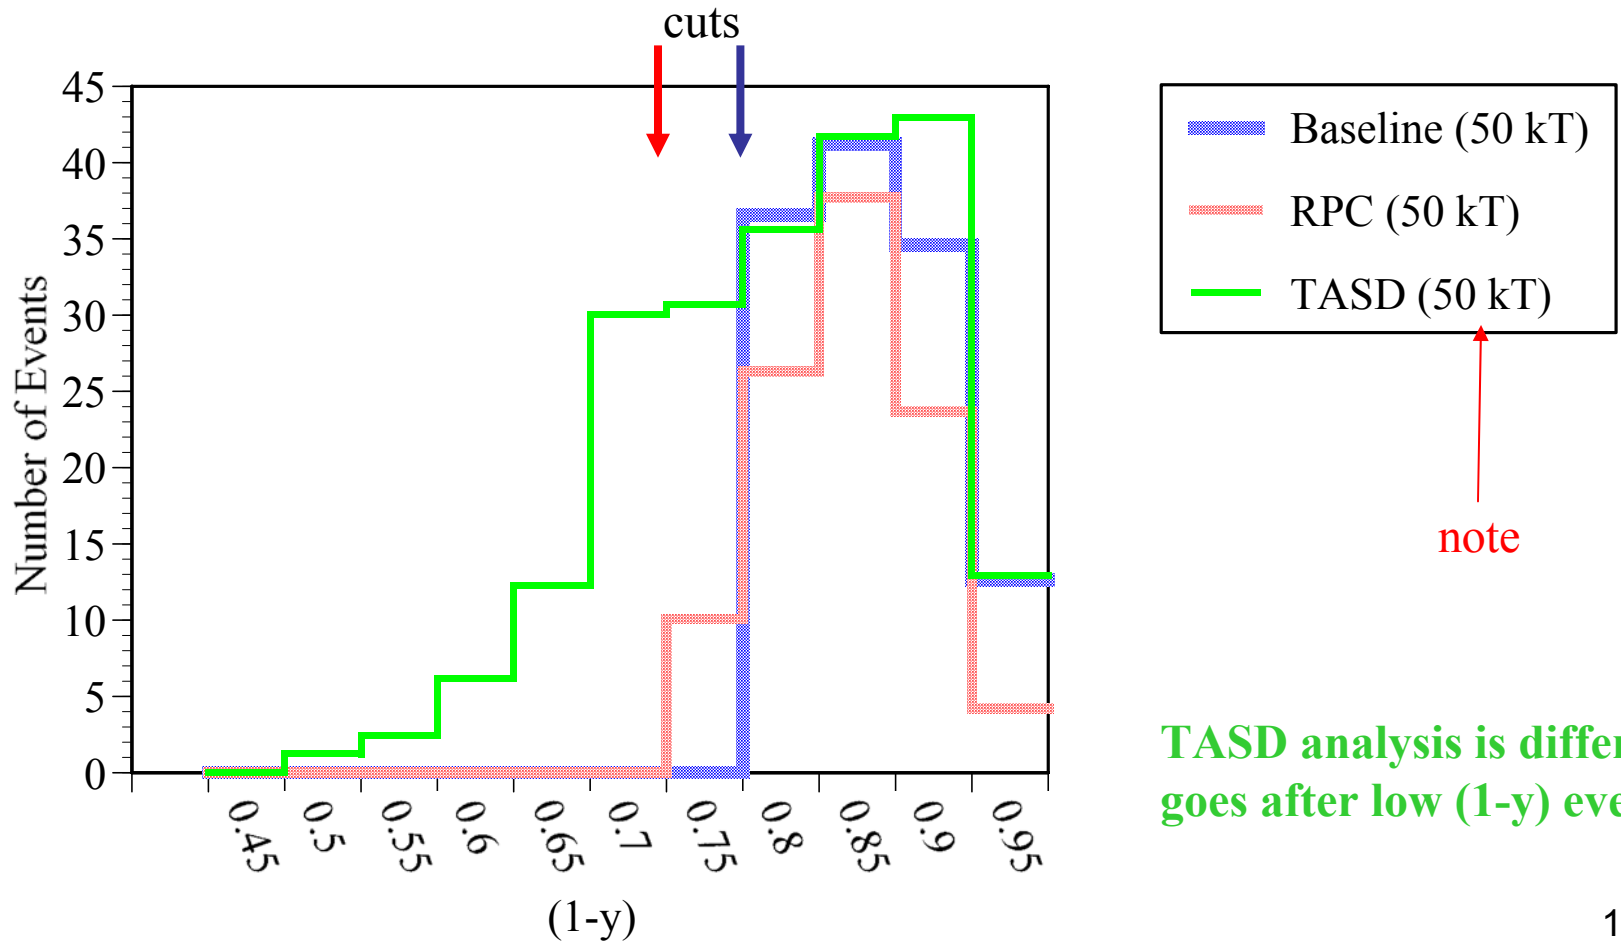 cuts
45
40
35
30
25
20
15
10
5
0
Number of Events
0.45
0.5
0.55
0.6
0.65
0.7
0.75
0.8
0.85
0.9
0.95
(1-y)
Baseline (50 kT)
RPC (50 kT)
TASD (50 kT)
note
TASD analysis is differ
goes after low (1-y) eve
1